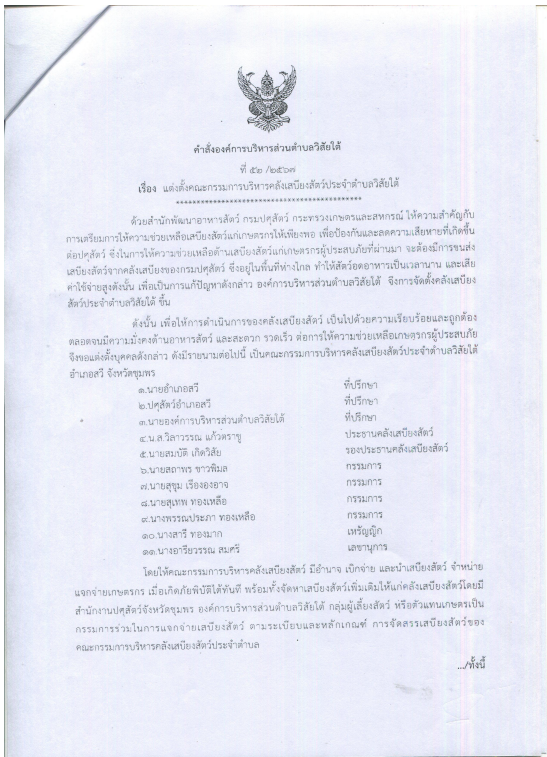 คำสั่งองค์การบริหารส่วนตำบลวิสัยใต้
ที่ ๕๑ /๒๕๖๗
เรื่อง แต่งตั้งคณะกรรมการบริหารคลังเสบียงสัตว์ประจำตำบลวิสัยใต้
********************************************
ด้วยสำนักพัฒนาอาหารสัตว์ กรมปศุสัตว์ กระทรวงเกษตรและสหกรณ์ ให้ความสำคัญกับ
การเตรียมการให้ความช่วยเหลือเสบียงสัตว์แก่เกษตรกรให้เพียงพอ เพื่อป้องกันและลดความเสียหายที่เกิดขึ้น
ต่อปศุสัตว์ ซึ่งในการให้ความช่วยเหลือด้านเสบียงสัตว์แก่เกษตรกรผู้ประสบภัยที่ผ่านมา จะต้องมีการขนส่ง
เสบียงสัตว์จากคลังเสบียงของกรมปศุสัตว์ ซึ่งอยู่ในพื้นที่ห่างไกล ทำให้สัตว์อดอาหารเป็นเวลานาน และเสีย
ค่าใช้จ่ายสูงดังนั้น เพื่อเป็นการแก้ปัญหาดังกล่าว องค์การบริหารส่วนตำบลวิสัยใต้ จึงการจัดตั้งคลังเสบียง
สัตว์ประจำตำบลวิสัยใต้ ขึ้น
ดังนั้น เพื่อให้การดำเนินการของคลังเสบียงสัตว์ เป็นไปด้วยความเรียบร้อยและถูกต้อง
ตลอดจนมีความมั่งคงด้านอาหารสัตว์ และสะดวก รวดเร็ว ต่อการให้ความช่วยเหลือเกษตรกรผู้ประสบภัย
จึงขอแต่งตั้งบุคคลดังกล่าว ดังมีรายนามต่อไปนี้ เป็นคณะกรรมการบริหารคลังเสบียงสัตว์ประจำตำบลวิสัยใต้
อำเภอสวี จังหวัดชุมพร
๑.นายอำเภอสวี ที่ปรึกษา
๒.ปศุสัตว์อำเภอสวี ที่ปรึกษา
๓.นายองค์การบริหารส่วนตำบลวิสัยใต้ ที่ปรึกษา
๔.น.ส.วิลาวรรณ แก้วตราชู ประธานคลังเสบียงสัตว์
๕.นายสมบัติ เกิดวิสัย รองประธานคลังเสบียงสัตว์
๖.นายสถาพร ขาวพิมล กรรมการ
๗.นายสุชุม เรืององอาจ กรรมการ
๘.นายสุเทพ ทองเหลือ กรรมการ
๙.นางพรรณประภา ทองเหลือ กรรมการ
๑๐.นางสารี ทองมาก เหรัญญิก
๑๑.นางอารียวรรณ สมศรี เลขานุการ
โดยให้คณะกรรมการบริหารคลังเสบียงสัตว์ มีอำนาจ เบิกจ่าย และนำเสบียงสัตว์ จำหน่าย
แจกจ่ายเกษตรกร เมื่อเกิดภัยพิบัติได้ทันที พร้อมทั้งจัดหาเสบียงสัตว์เพิ่มเติมให้แก่คลังเสบียงสัตว์โดยมี
สำนักงานปศุสัตว์จังหวัดชุมพร องค์การบริหารส่วนตำบลวิสัยใต้ กลุ่มผู้เลี้ยงสัตว์ หรือตัวแทนเกษตรเป็น
กรรมการร่วมในการแจกจ่ายเสบียงสัตว์ ตามระเบียบและหลักเกณฑ์ การจัดสรรเสบียงสัตว์ของ
คณะกรรมการบริหารคลังเสบียงสัตว์ประจำตำบล
.../ทั้งนี้